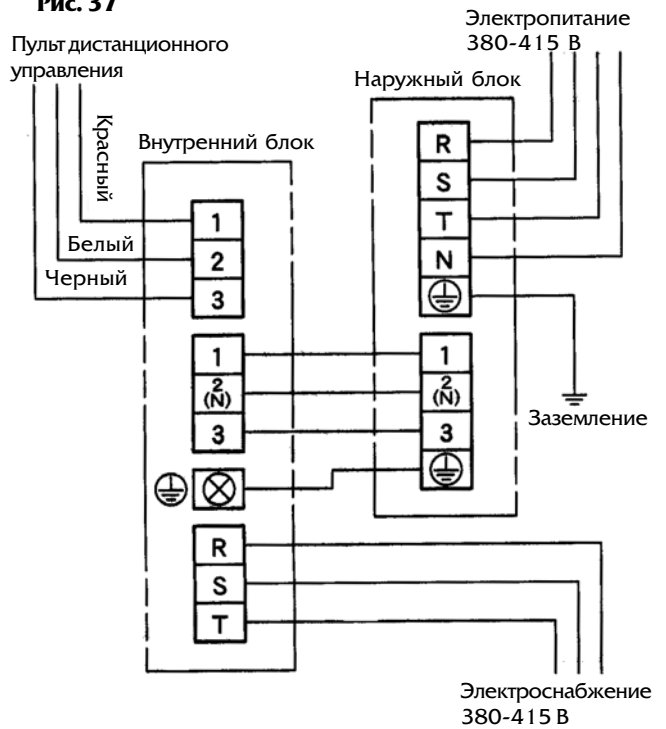 Рис. 37
Электропитание
380-415 В
Пульт дистанционного
управления
Наружный блок
Красный
Внутренний блок
R
S
T
N
1
2
3
Белый
Черный
1
2
(N)
3
1
2
(N)
3
Заземление
R
S
T
Электроснабжение
380-415 В